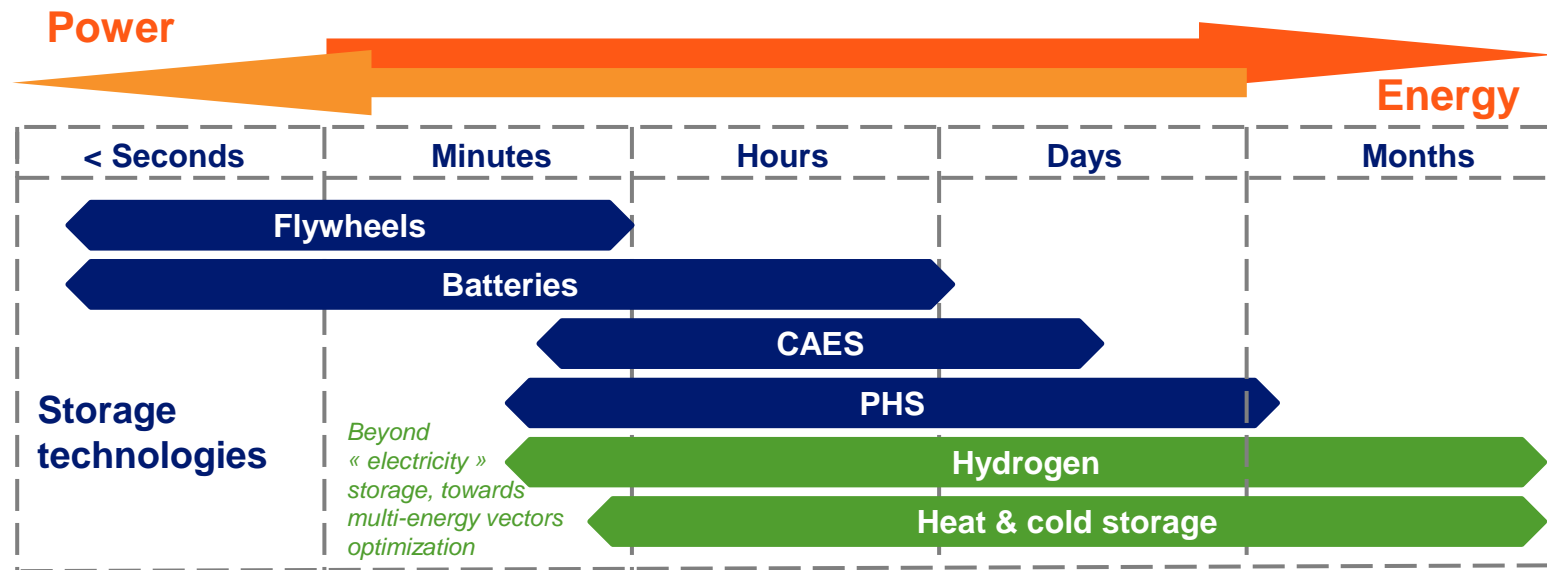 Power
Energy
< Seconds
Minutes
Hours
Days
Months
Flywheels
Batteries
CAES
PHS
Storage
technologies
Beyond
« electricity »
storage, towards
multi-energy vectors
optimization
Hydrogen
Heat & cold storage